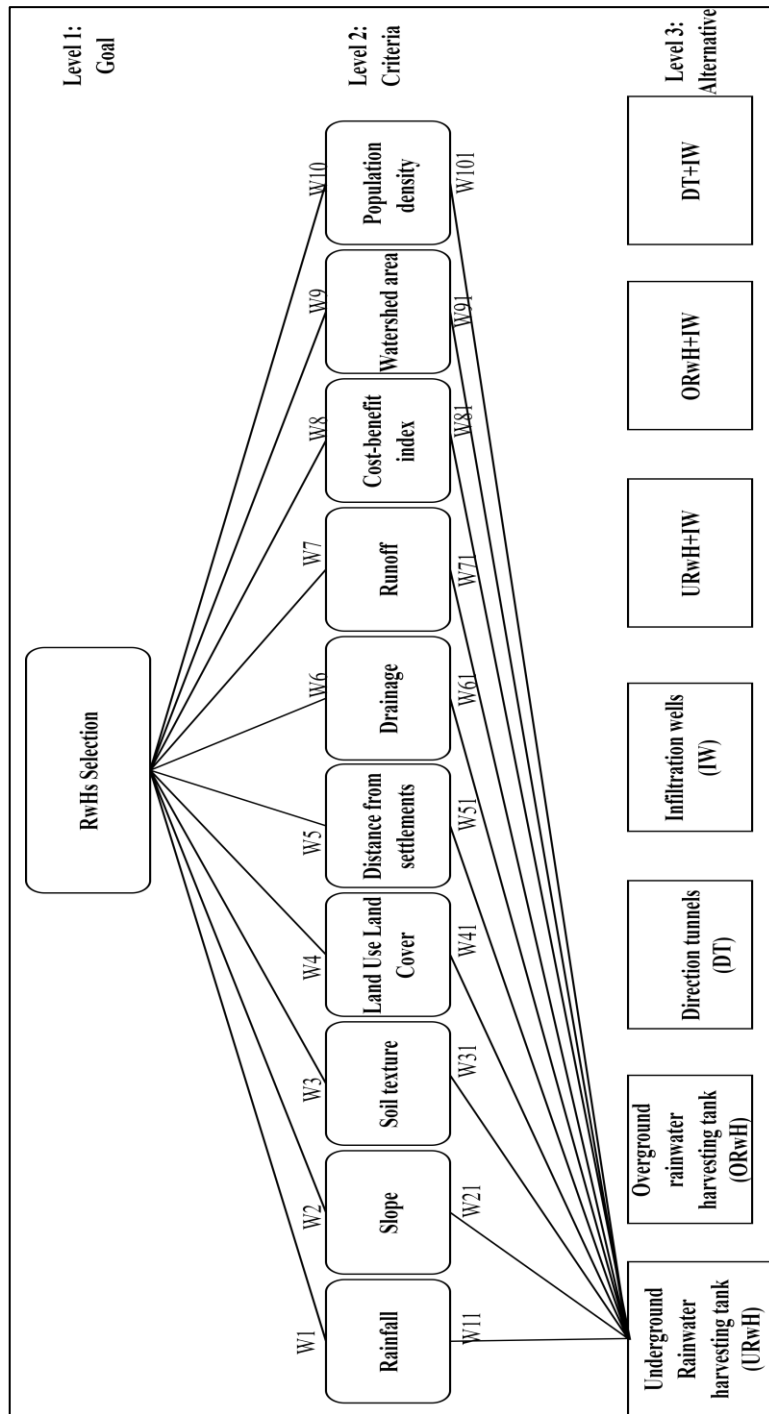 Level 1:
Goal
RwHs Selection
Level 2:
Criteria
W1
W2
W3
W4
W5
W6
W7
W8
W9
W10
Rainfall
Slope
Soil texture
Land Use Land
Cover
Distance from
settlements
Drainage
Runoff
Cost-benefit
index
Watershed area
Population
density
W11
W21
W31
W41
W51
W61
W71
W81
W91
W101
Level 3:
Alternative
Underground
Rainwater
harvesting tank
(URwH)
Overground
rainwater
harvesting tank
(ORwH)
Direction tunnels
(DT)
Infiltration wells
(IW)
URwH+IW
ORwH+IW
DT+IW